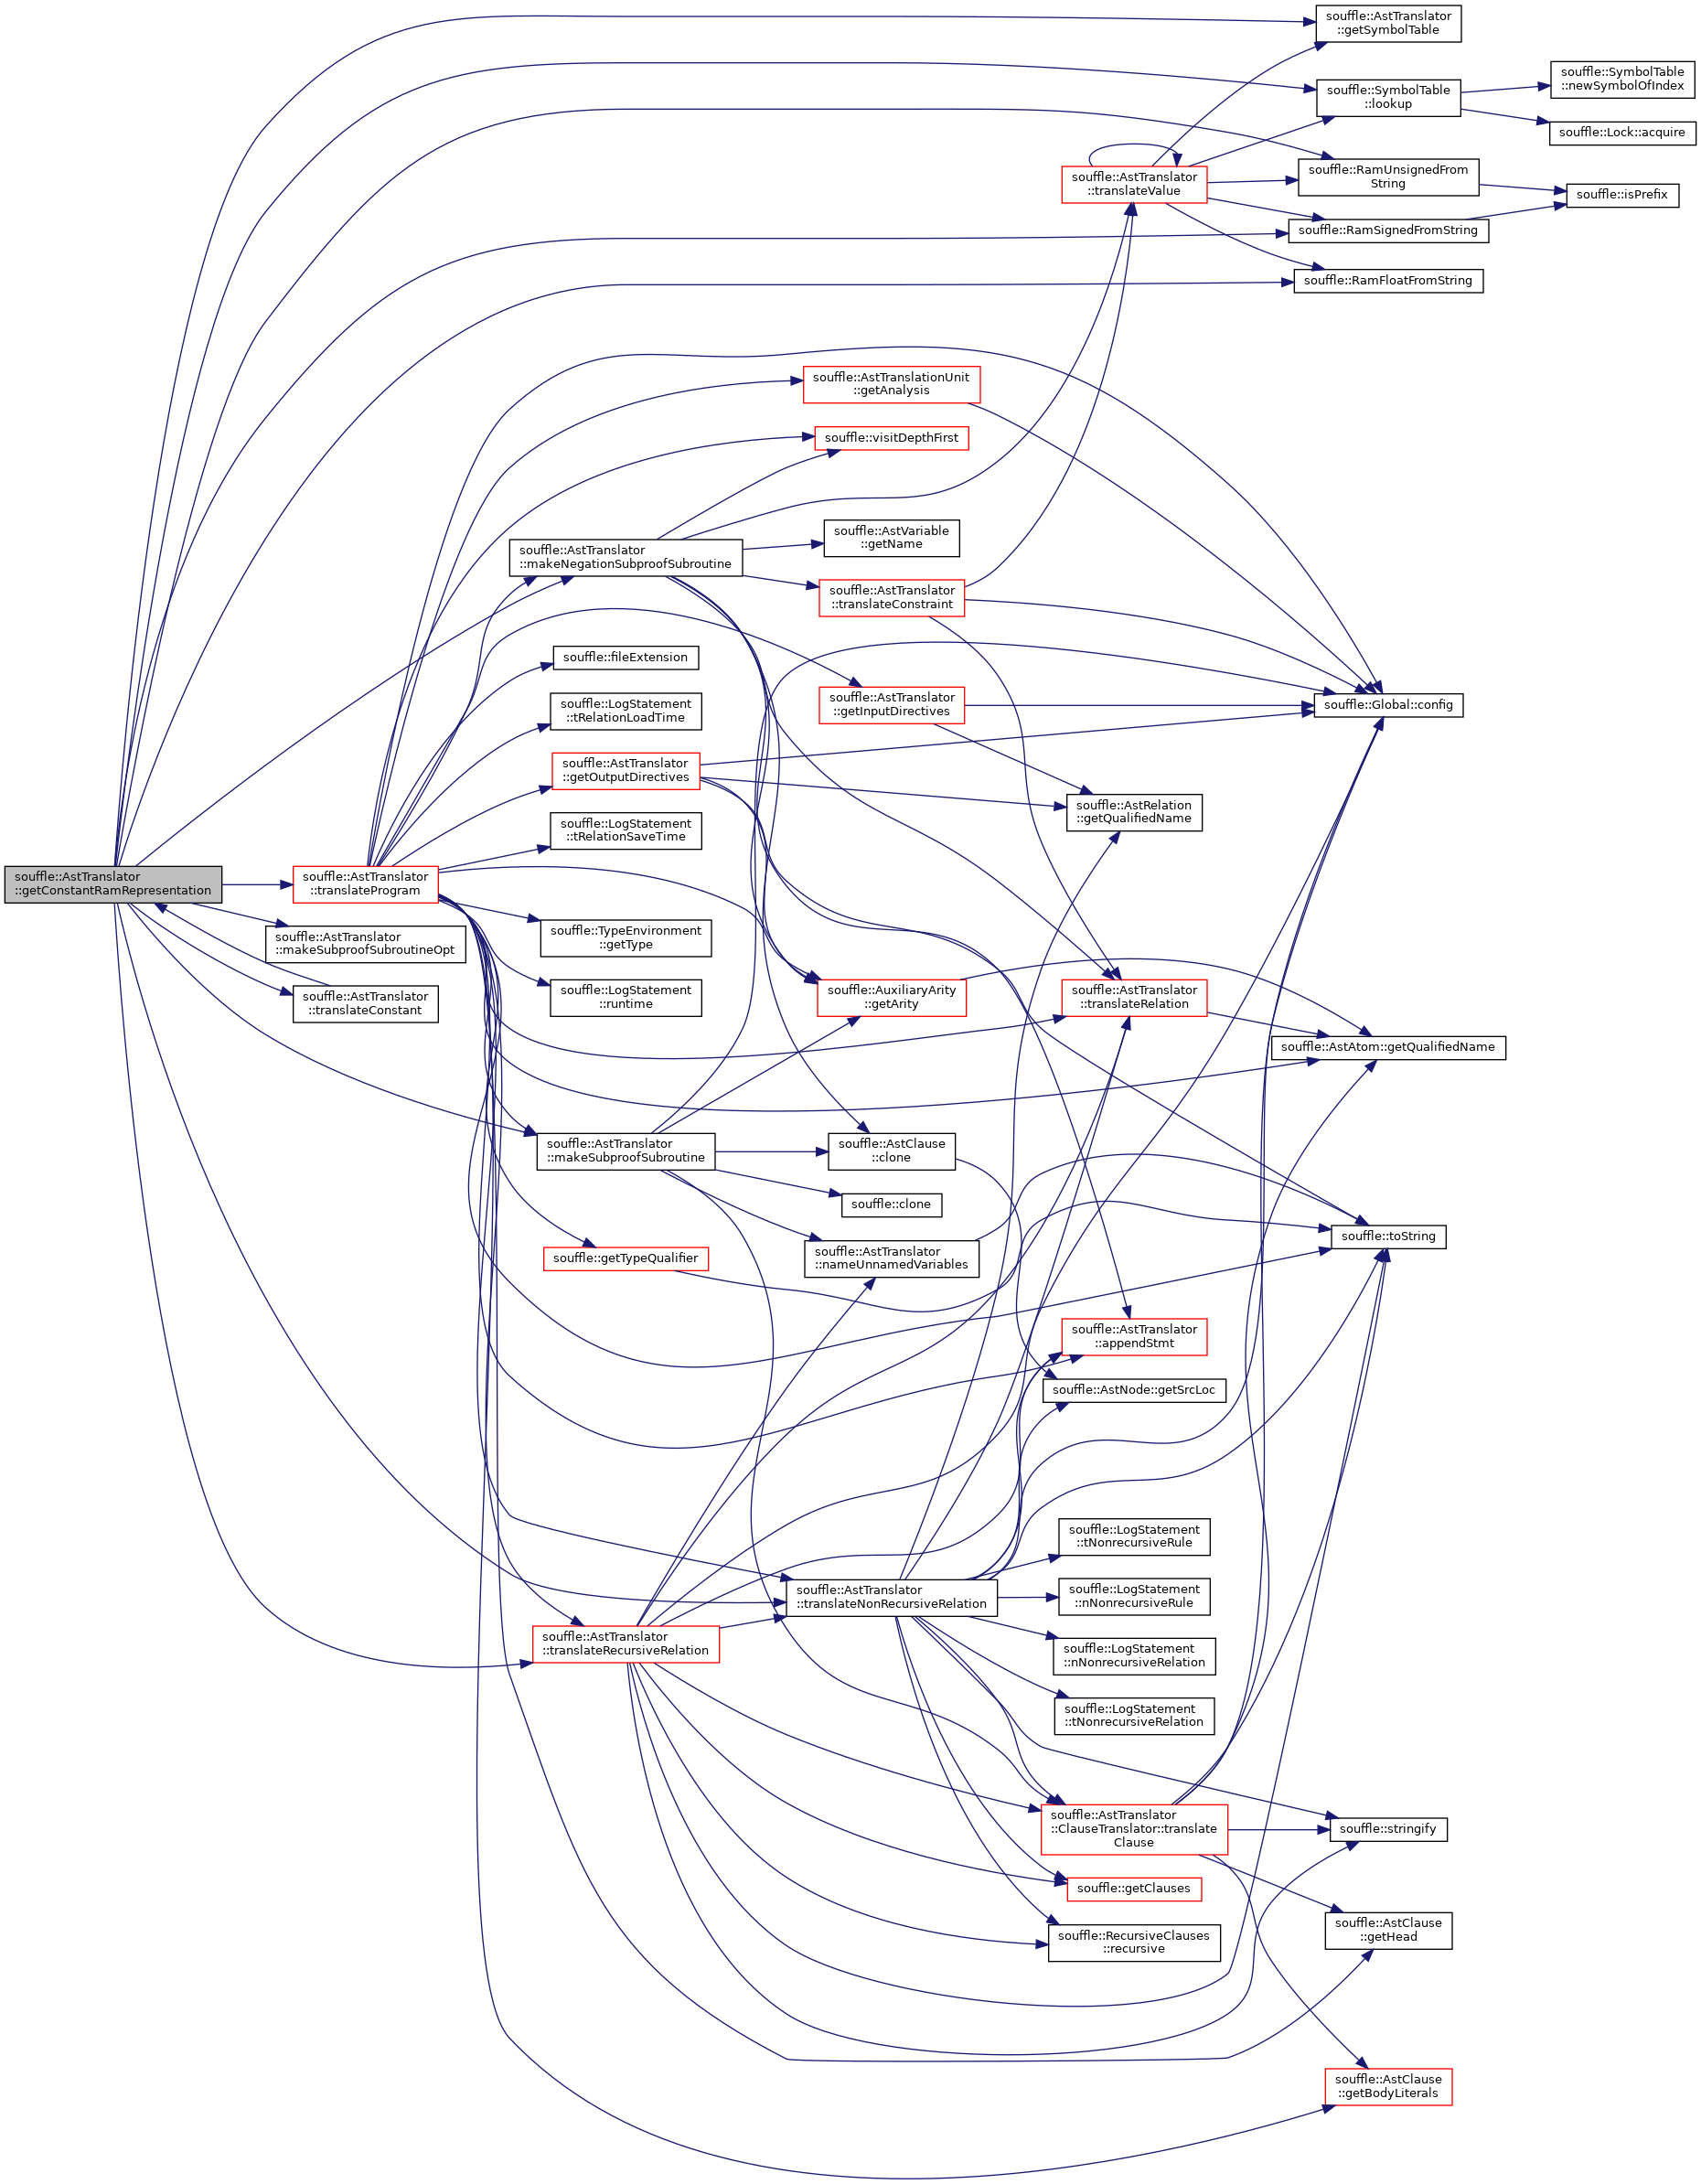 souffle::AstTranslator
::getSymbolTable
souffle::SymbolTable
::newSymbolOfIndex
souffle::SymbolTable
::lookup
souffle::Lock::acquire
souffle::RamUnsignedFrom
String
souffle::AstTranslator
::translateValue
souffle::isPrefix
souffle::RamSignedFromString
souffle::RamFloatFromString
souffle::AstTranslationUnit
::getAnalysis
souffle::visitDepthFirst
souffle::AstVariable
::getName
souffle::AstTranslator
::makeNegationSubproofSubroutine
souffle::AstTranslator
::translateConstraint
souffle::fileExtension
souffle::AstTranslator
::getInputDirectives
souffle::LogStatement
::tRelationLoadTime
souffle::Global::config
souffle::AstTranslator
::getOutputDirectives
souffle::AstRelation
::getQualifiedName
souffle::LogStatement
::tRelationSaveTime
souffle::AstTranslator
::getConstantRamRepresentation
souffle::AstTranslator
::translateProgram
souffle::TypeEnvironment
::getType
souffle::AstTranslator
::makeSubproofSubroutineOpt
souffle::AstTranslator
::translateConstant
souffle::LogStatement
::runtime
souffle::AuxiliaryArity
::getArity
souffle::AstTranslator
::translateRelation
souffle::AstAtom::getQualifiedName
souffle::AstTranslator
::makeSubproofSubroutine
souffle::AstClause
::clone
souffle::clone
souffle::toString
souffle::AstTranslator
::nameUnnamedVariables
souffle::getTypeQualifier
souffle::AstTranslator
::appendStmt
souffle::AstNode::getSrcLoc
souffle::LogStatement
::tNonrecursiveRule
souffle::AstTranslator
::translateNonRecursiveRelation
souffle::LogStatement
::nNonrecursiveRule
souffle::AstTranslator
::translateRecursiveRelation
souffle::LogStatement
::nNonrecursiveRelation
souffle::LogStatement
::tNonrecursiveRelation
souffle::AstTranslator
::ClauseTranslator::translate
Clause
souffle::stringify
souffle::getClauses
souffle::AstClause
::getHead
souffle::RecursiveClauses
::recursive
souffle::AstClause
::getBodyLiterals